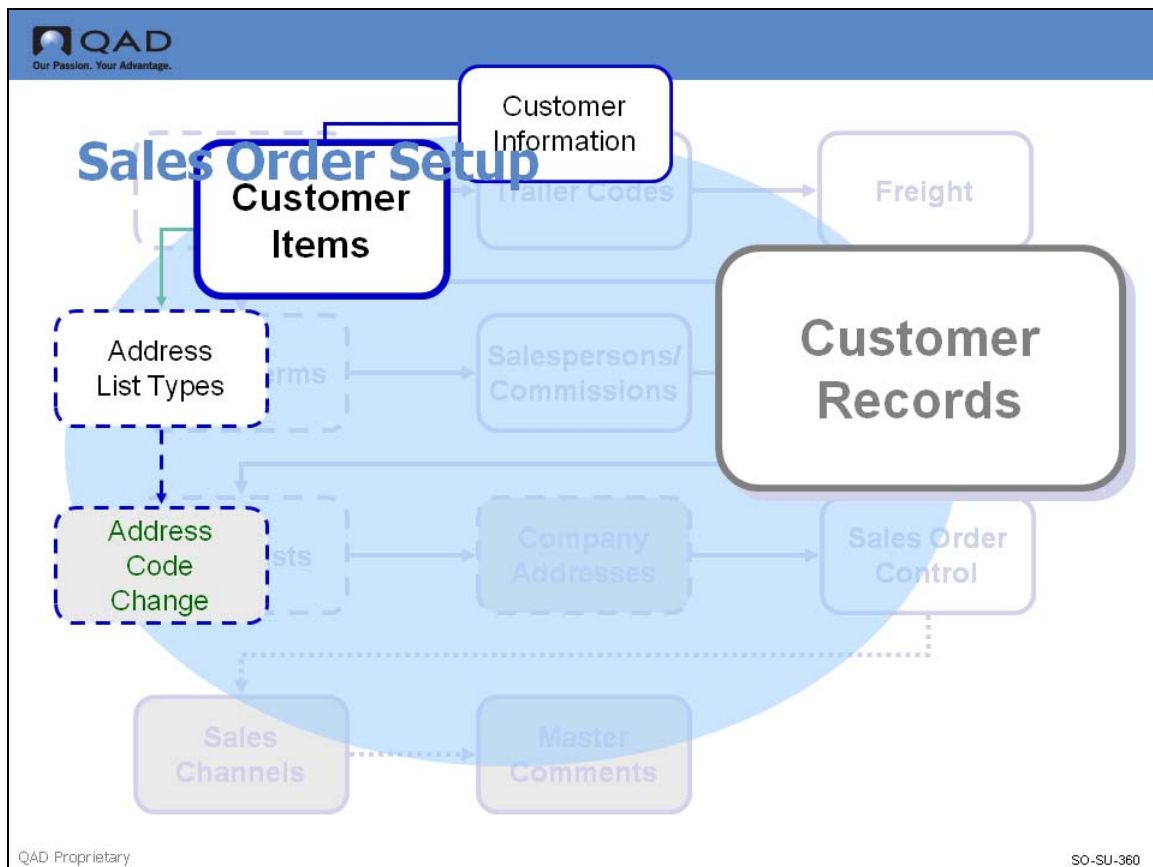 QAD
Our Passion. Your Advantage.
Customer
Information
Sales Order Setup
Customer
Items
Trailer Codes
Freight
Customer
Records
Address
List Types
erms
Salespersons/
Commissions
Address
Code
Change
sts
Company
Addresses
Sales Order
Control
Sales
Channels
Master
Comments
QAD Proprietary
SO-SU-360